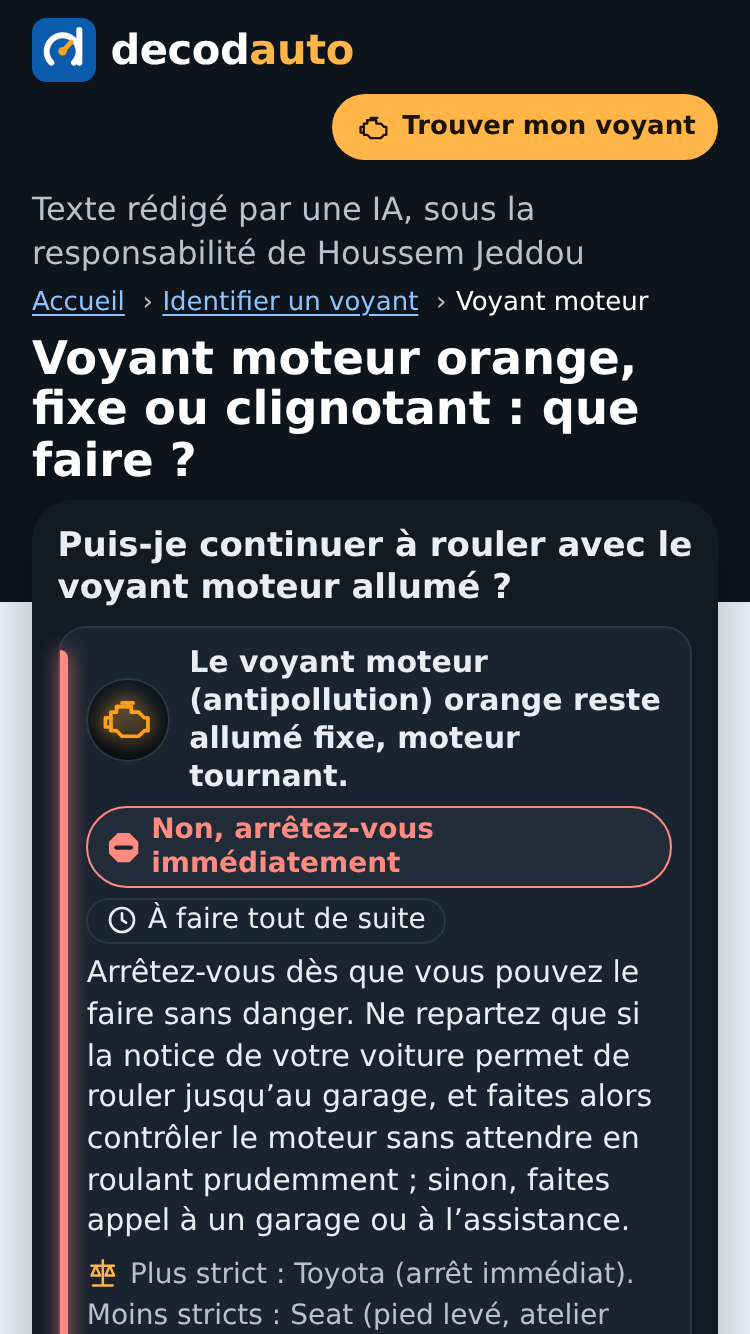 decodauto
Trouver mon voyant
Texte rédigé par une IA, sous la
responsabilité de Houssem Jeddou
Accueil › Identifier un voyant › Voyant moteur
Voyant moteur orange,
fixe ou clignotant : que
faire ?
Puis-je continuer à rouler avec le
voyant moteur allumé ?
Le voyant moteur
(antipollution) orange reste
allumé fixe, moteur
tournant.
Non, arrêtez-vous
immédiatement
À faire tout de suite
Arrêtez-vous dès que vous pouvez le
faire sans danger. Ne repartez que si
la notice de votre voiture permet de
rouler jusqu’au garage, et faites alors
contrôler le moteur sans attendre en
roulant prudemment ; sinon, faites
appel à un garage ou à l’assistance.
Plus strict : Toyota (arrêt immédiat).
Moins stricts : Seat (pied levé, atelier